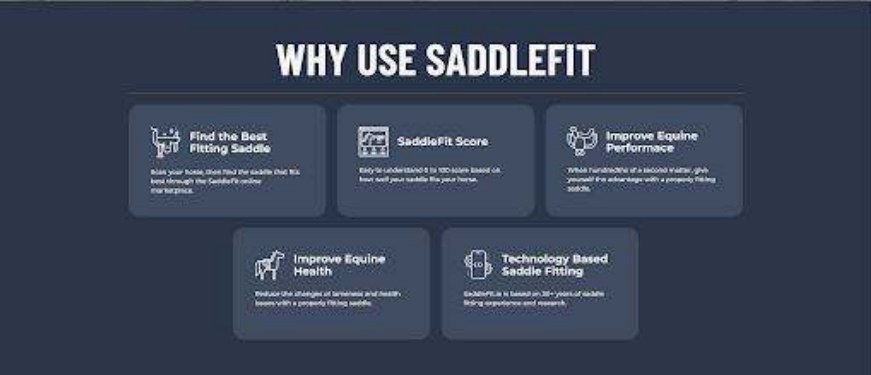 WHY USE SADDLEFIT
Find the Best
Fitting Saddle
Scan your horse, then find the saddle that fits
best through the SaddleFit online
marketplace.
SaddleFit Score
Easy to understand 0 to 100 score based on
how well your saddle fits your horse.
Improve Equine
Performace
When hundredths of a second matter, give
yourself the advantage with a properly fitting
saddle.
Improve Equine
Health
Reduce the changes of lameness and health
issues with a properly fitting saddle.
Technology Based
Saddle Fitting
SaddleFit is based on 30+ years of saddle
fitting experience and research.